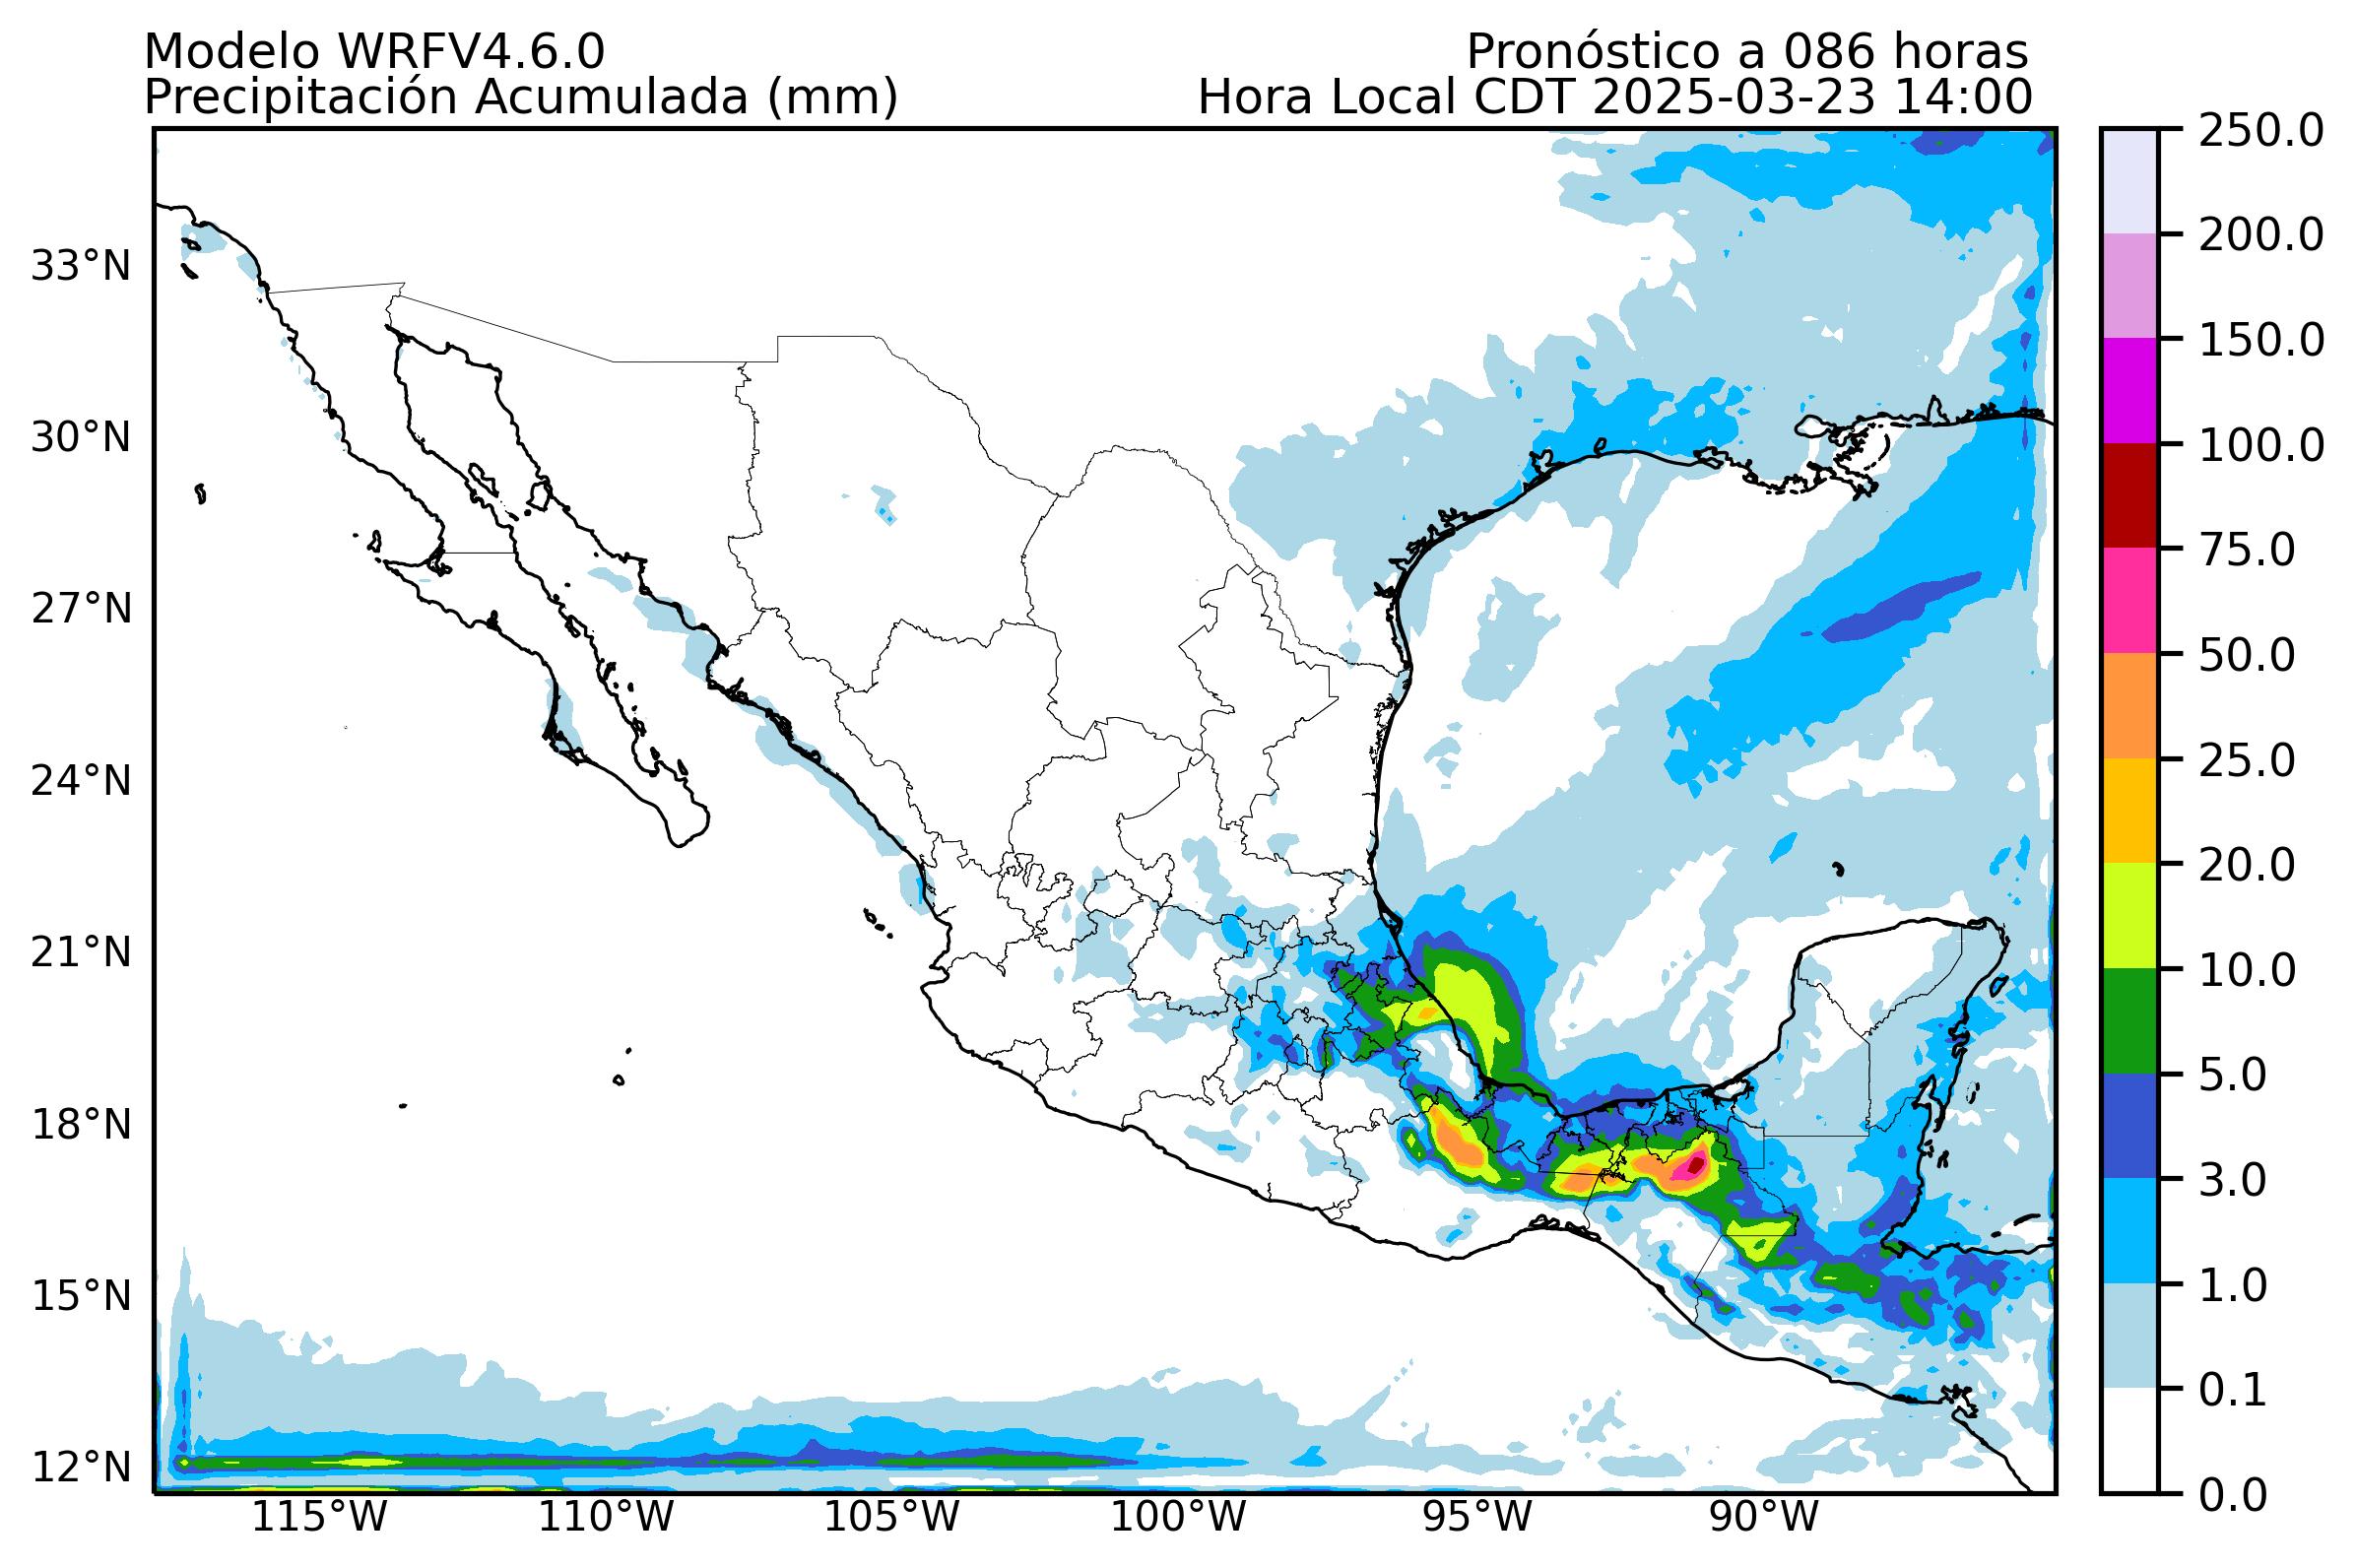 Modelo WRFV4.6.0
Pronóstico a 086 horas
Precipitación Acumulada (mm)
Hora Local CDT 2025-03-23 14:00
33°N
30°N
27°N
24°N
21°N
18°N
15°N
12°N
115°W
110°W
105°W
100°W
95°W
90°W
250.0
200.0
150.0
100.0
75.0
50.0
25.0
20.0
10.0
5.0
3.0
1.0
0.1
0.0